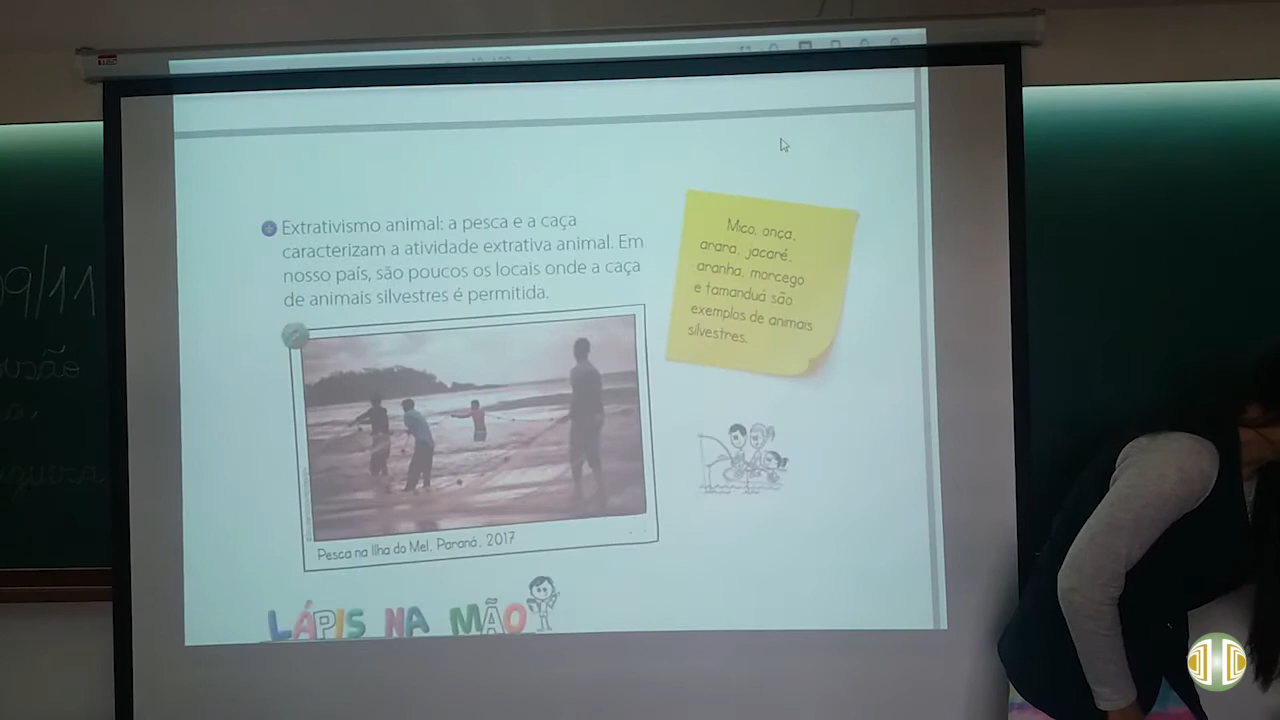 Extrativismo animal: a pesca e a caça
caracterizam a atividade extrativa animal. Em
nosso país, são poucos os locais onde a caça
de animais silvestres é permitida.
Mico, onça,
arara, jacaré,
aranha, morcego
e tamanduá são
exemplos de animais
silvestres.
Pesca na Ilha do Mel, Paraná, 2017
LÁPIS NA MÃO
09/11